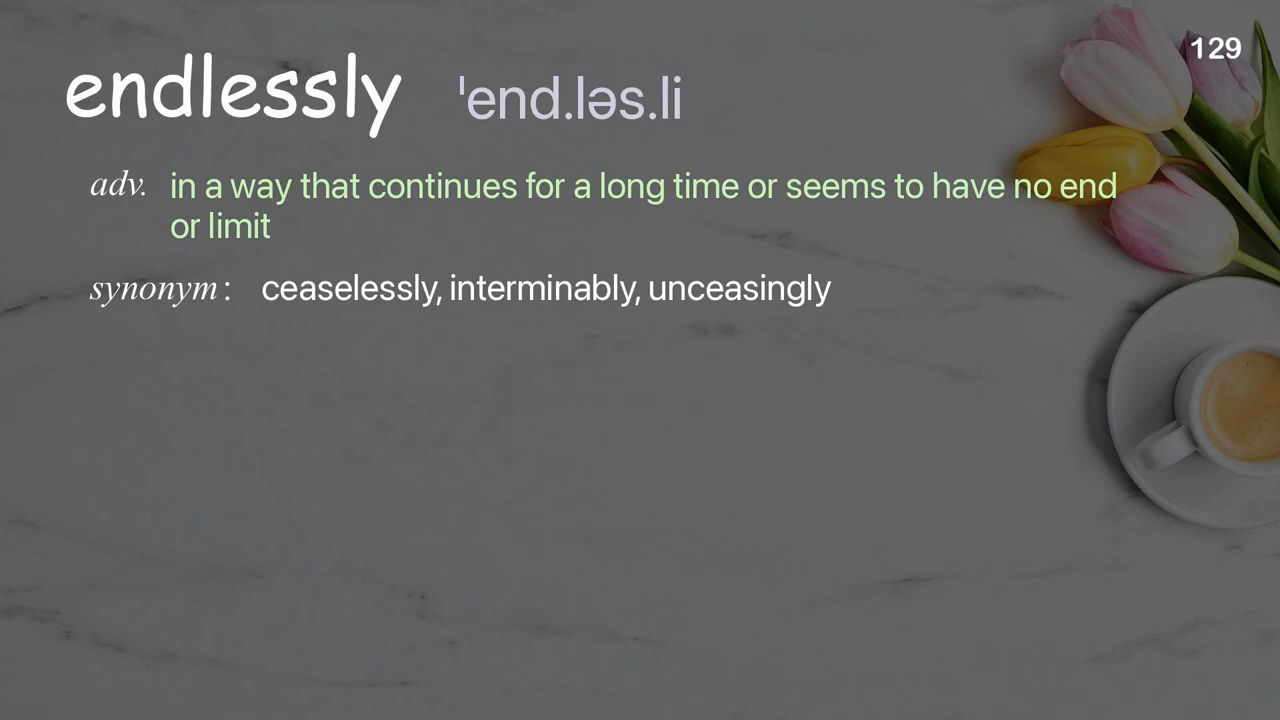 129
endlessly ˈend.ləs.li
adv. in a way that continues for a long time or seems to have no end
or limit
synonym: ceaselessly, interminably, unceasingly